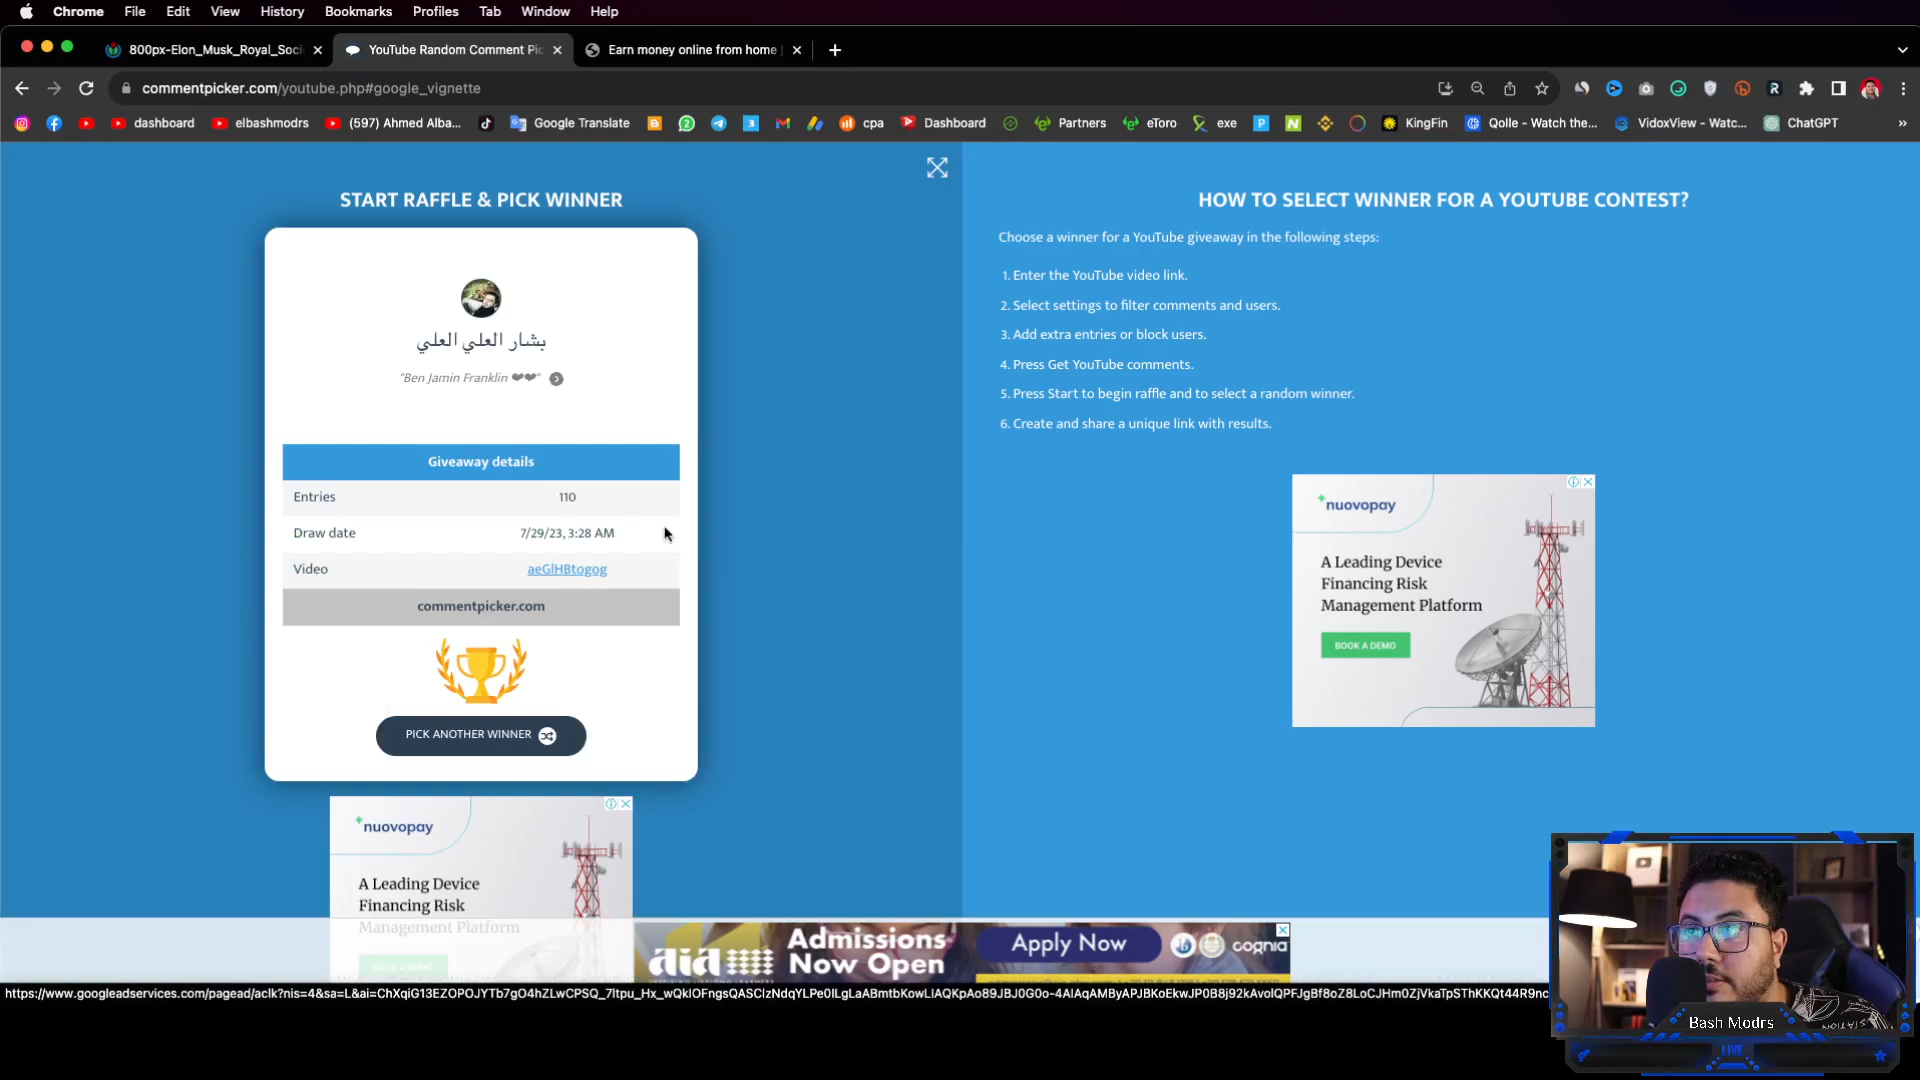 Chrome File Edit View History Bookmarks Profiles Tab Window Help
800px-Elon_Musk_Royal_Soci
YouTube Random Comment Pic
Earn money online from home
commentpicker.com/youtube.php#google_vignette
dashboard elbashmodrs (597) Ahmed Alba... Google Translate cpa Dashboard Partners eToro exe KingFin Qolle - Watch the... VidoxView - Watc... ChatGPT
START RAFFLE & PICK WINNER
بشار العلي العلي
"Ben Jamin Franklin ❤❤"
Giveaway details
Entries 110
Draw date 7/29/23, 3:28 AM
Video aeGlHBtogog
commentpicker.com
PICK ANOTHER WINNER
nuovopay
A Leading Device
Financing Risk
Management Platform
BOOK A DEMO
HOW TO SELECT WINNER FOR A YOUTUBE CONTEST?
Choose a winner for a YouTube giveaway in the following steps:
1. Enter the YouTube video link.
2. Select settings to filter comments and users.
3. Add extra entries or block users.
4. Press Get YouTube comments.
5. Press Start to begin raffle and to select a random winner.
6. Create and share a unique link with results.
nuovopay
A Leading Device
Financing Risk
Management Platform
BOOK A DEMO
Admissions
Now Open
Apply Now
cognia
Bash Modrs
LIVE